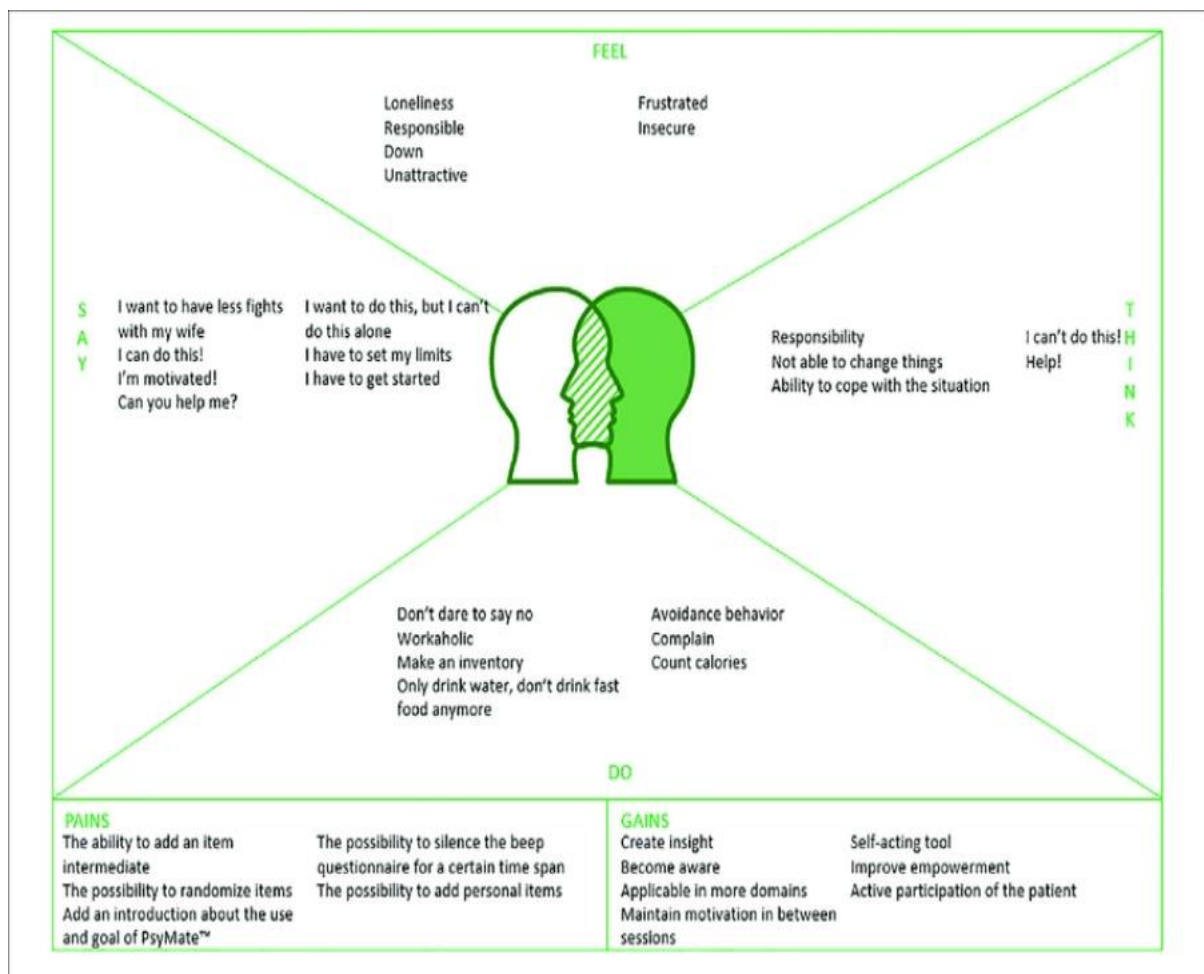 FEEL
Loneliness
Responsible
Down
Unattractive
Frustrated
Insecure
SAY
I want to have less fights
with my wife
I can do this!
I'm motivated!
Can you help me?
I want to do this, but I can't
do this alone
I have to set my limits
I have to get started
Responsibility
Not able to change things
Ability to cope with the situation
I can't do this!
Help!
THINK
Don't dare to say no
Workaholic
Make an inventory
Only drink water, don't drink fast
food anymore
Avoidance behavior
Complain
Count calories
DO
PAINS
The ability to add an item
intermediate
The possibility to randomize items
Add an introduction about the use
and goal of PsyMate™
The possibility to silence the beep
questionnaire for a certain time span
The possibility to add personal items
GAINS
Create insight
Become aware
Applicable in more domains
Maintain motivation in between
sessions
Self-acting tool
Improve empowerment
Active participation of the patient